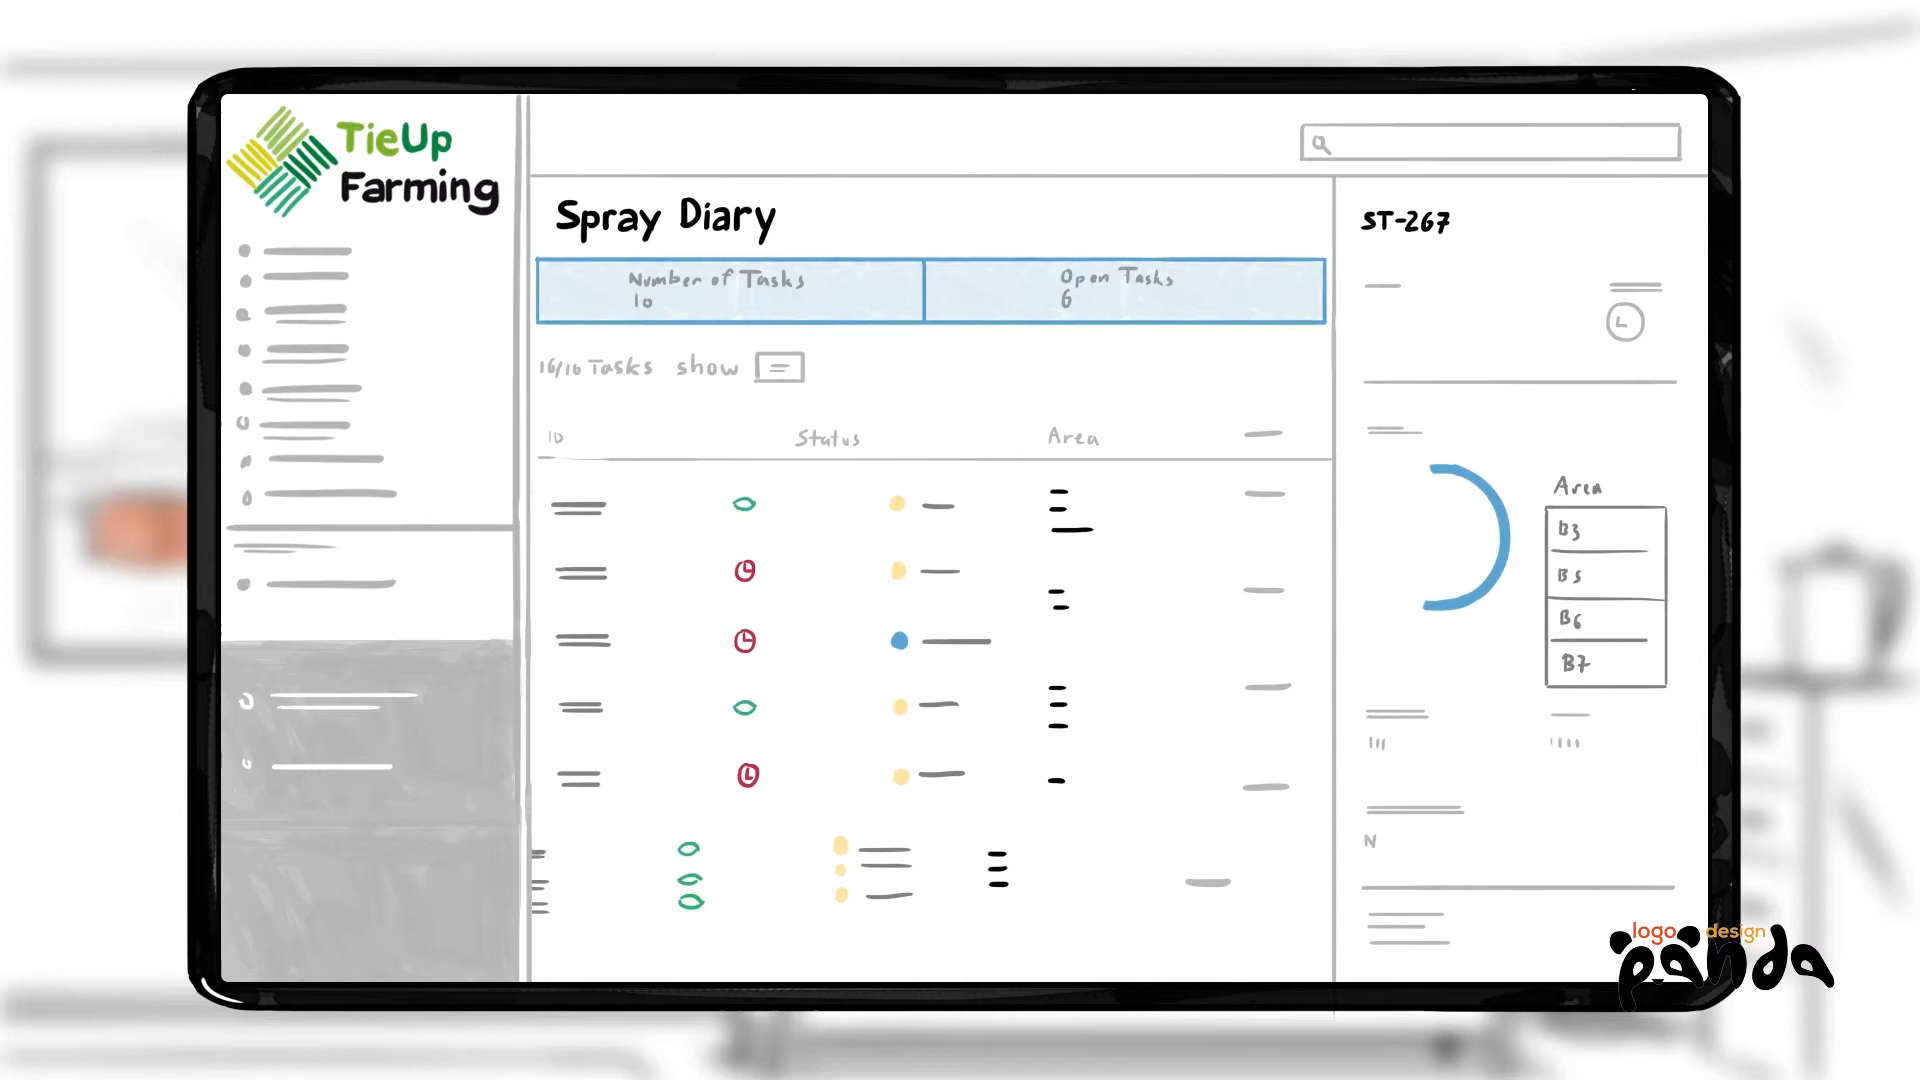 TieUp
Farming
Spray Diary
ST-267
Number of Tasks
10
Open Tasks
6
16/10 Tasks show
ID
Status
Area
Area
B3
B5
B6
B7
N
logo design
panda